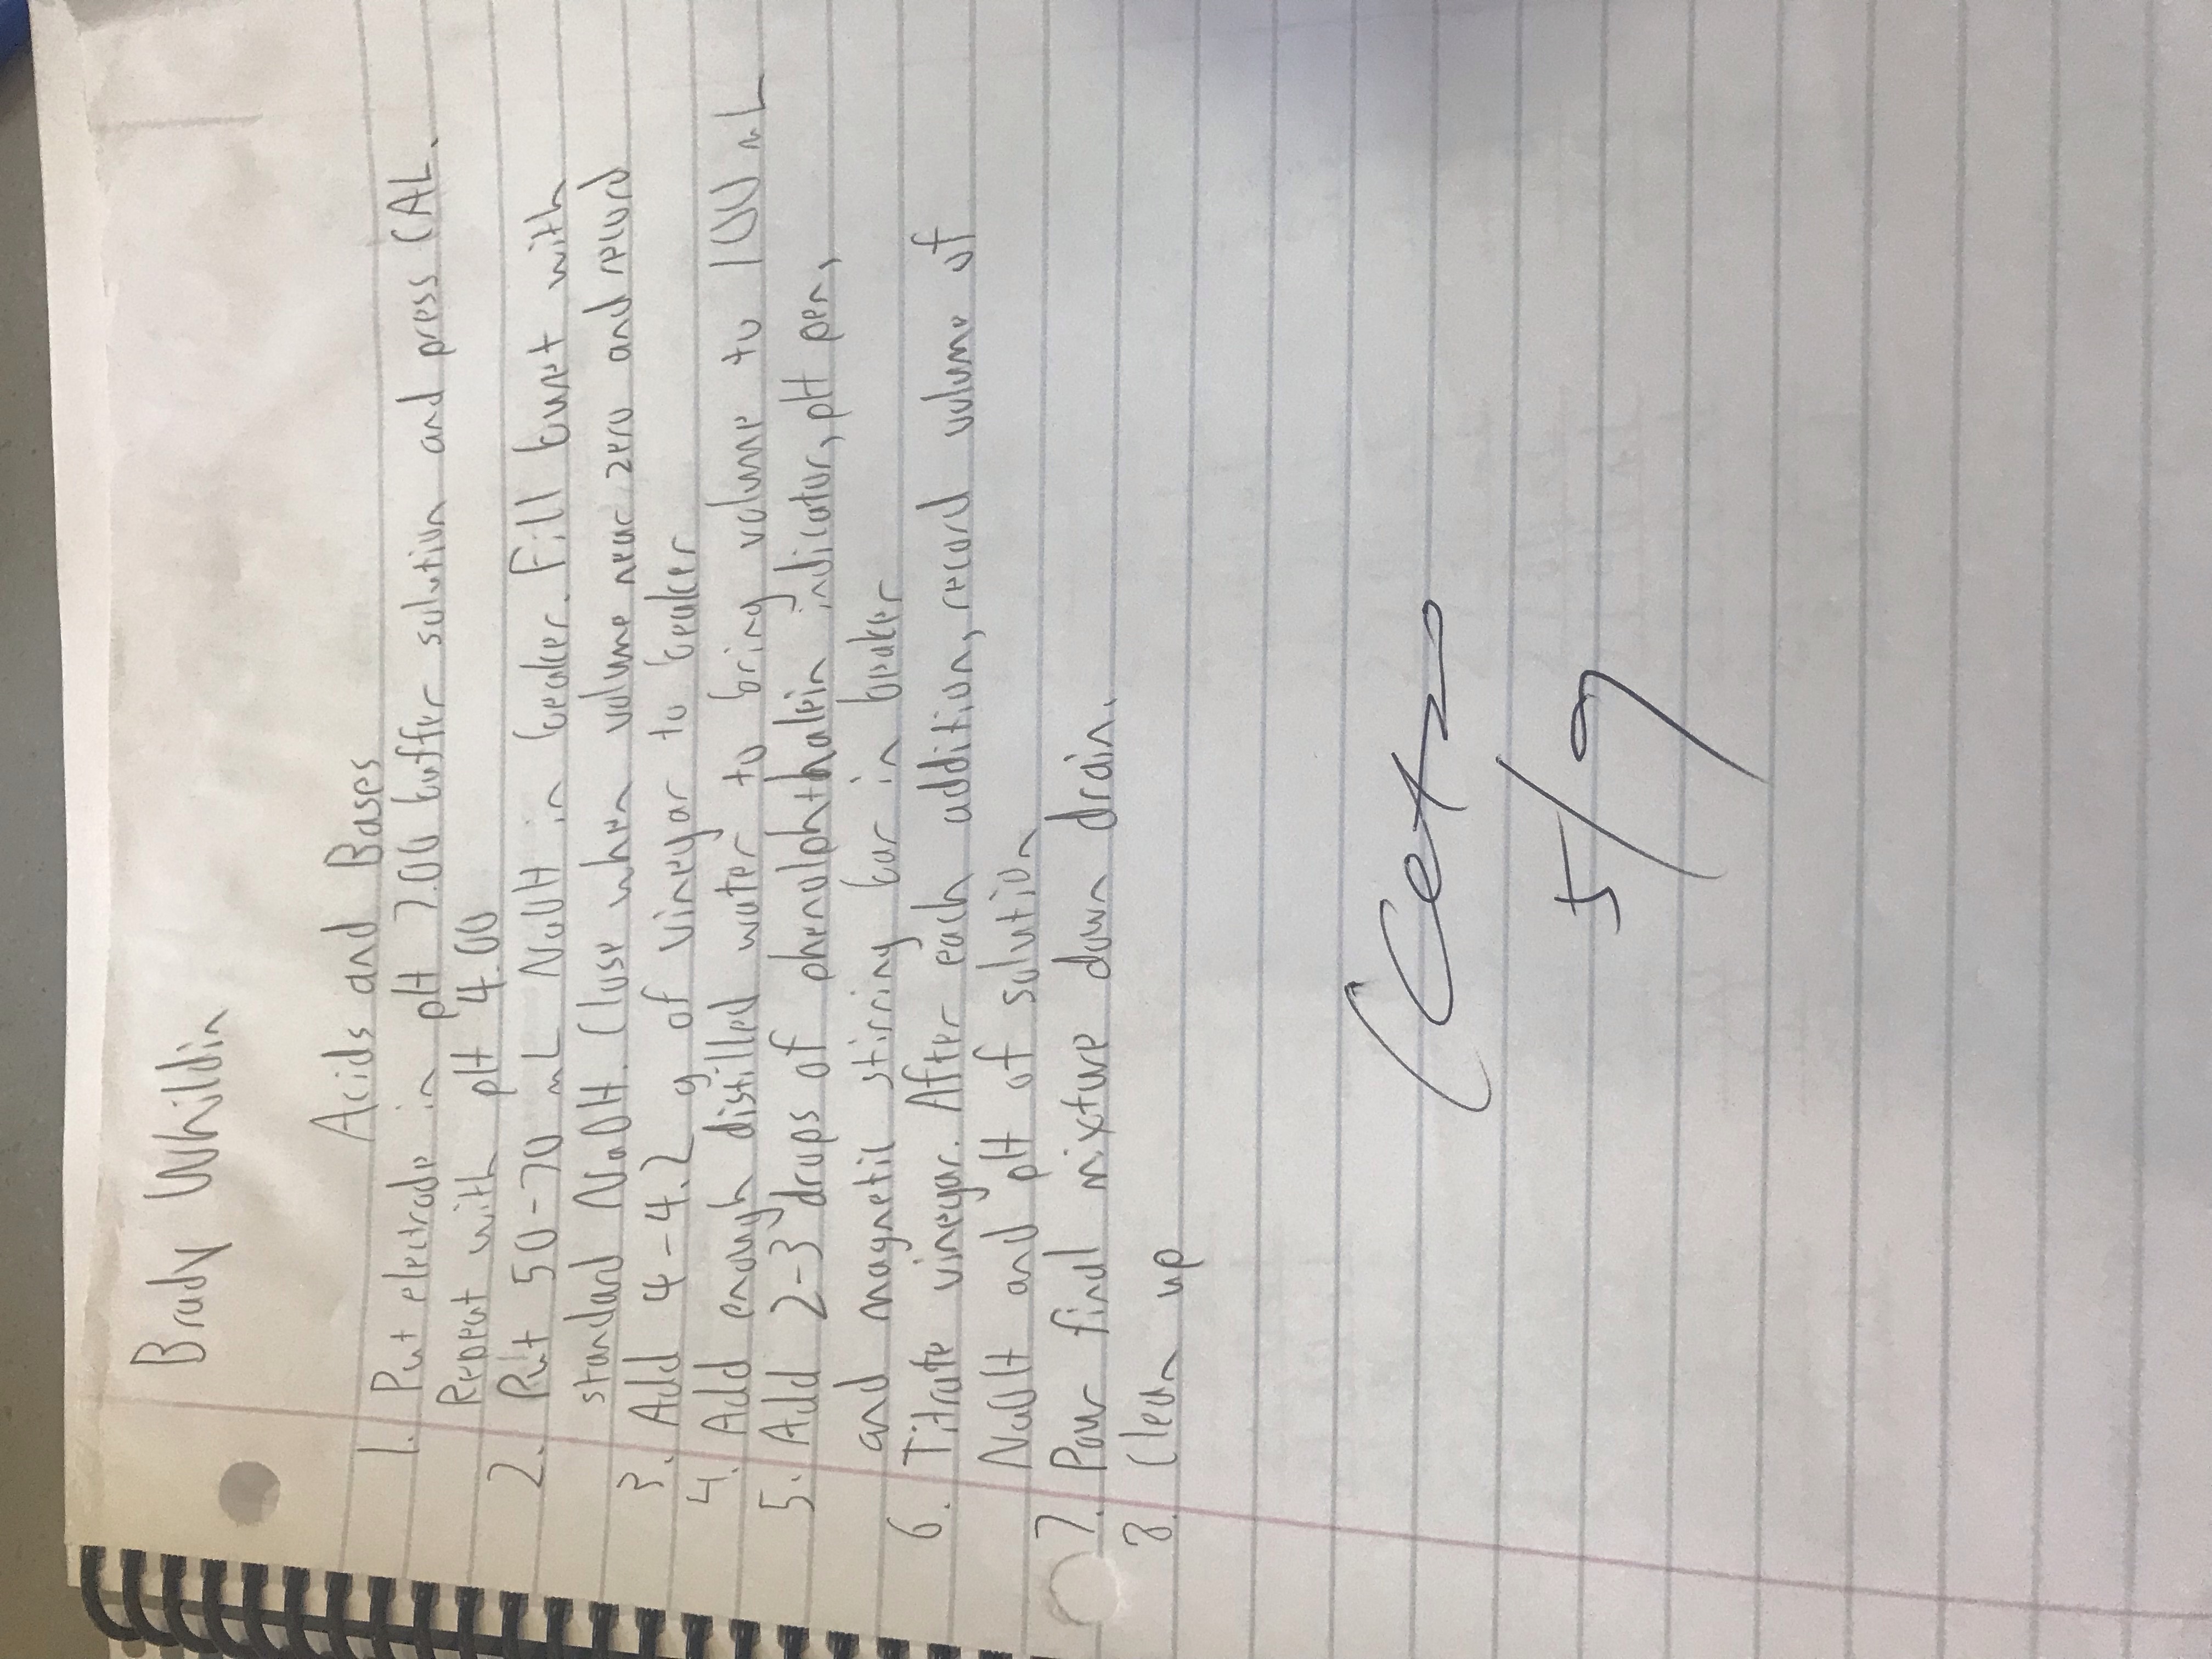 Brady Whildin
Acids and Bases
1. Put electrode in pH 7.00 buffer solution and press CAL.
Repeat with pH 4.00
2. Put 50-70 mL NaOH in beaker. Fill buret with
standard NaOH. Close when volume near zero and record
3. Add 4-4.2 g of vinegar to beaker
4. Add enough distilled water to bring volume to 100 mL
5. Add 2-3 drops of phenolphthalein indicator, pH pen,
and magnetic stirring bar in beaker
6. Titrate vinegar. After each addition, record volume of
NaOH and pH of solution
7. Pour final mixture down drain.
8. Clean up
5/9